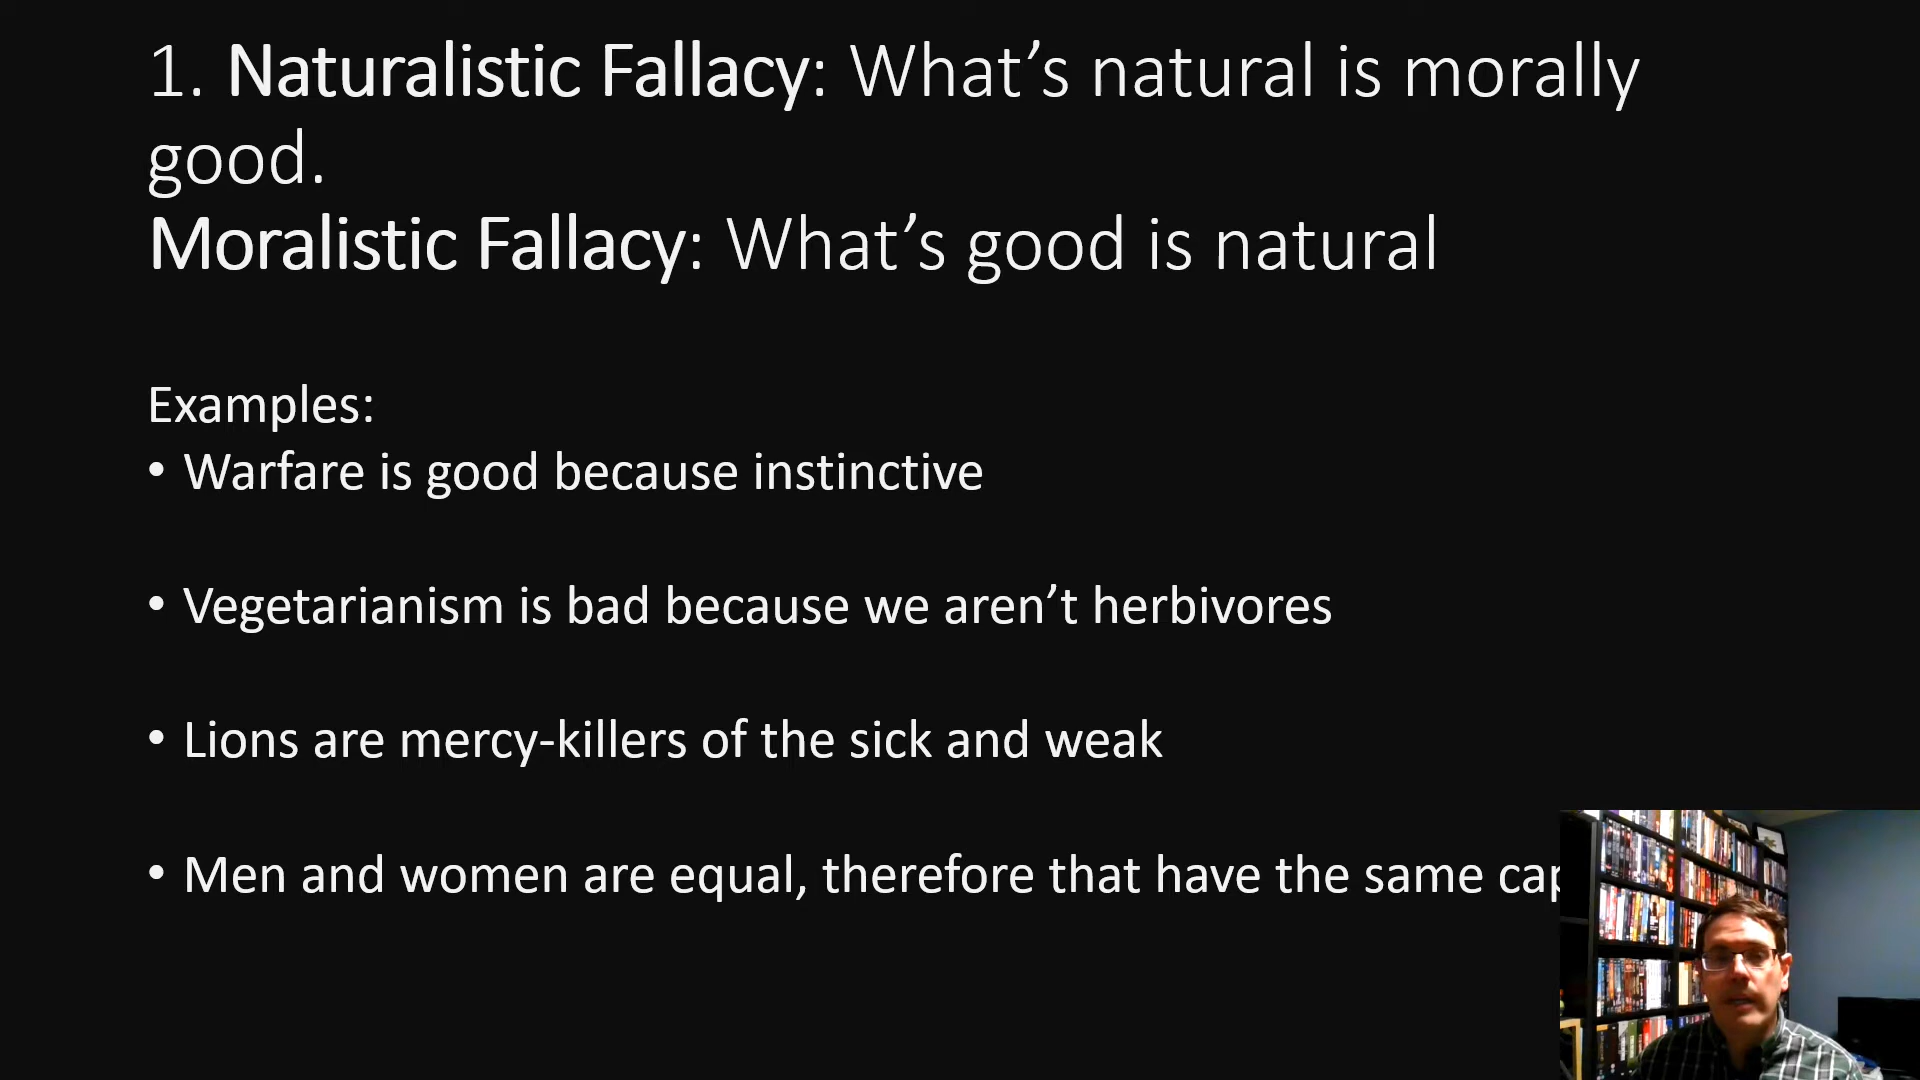 1. Naturalistic Fallacy: What’s natural is morally
good.
Moralistic Fallacy: What’s good is natural
Examples:
• Warfare is good because instinctive
• Vegetarianism is bad because we aren’t herbivores
• Lions are mercy-killers of the sick and weak
• Men and women are equal, therefore that have the same